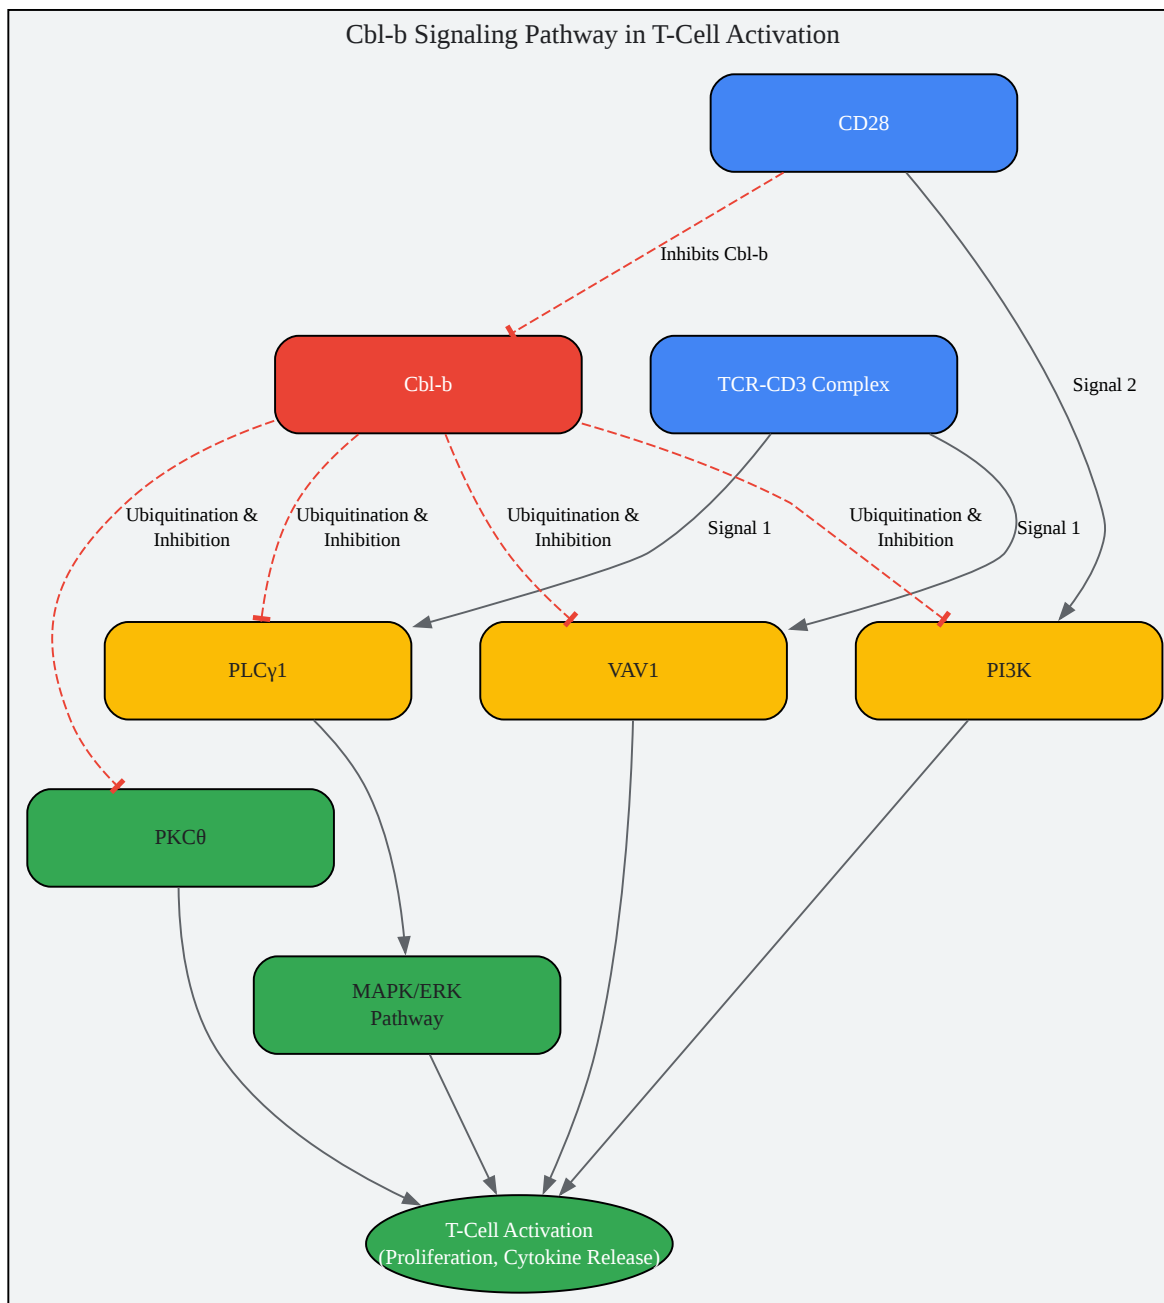 Cbl-b Signaling Pathway in T-Cell Activation
CD28
Inhibits Cbl-b
Cbl-b
TCR-CD3 Complex
Signal 2
Ubiquitination &
Inhibition
Ubiquitination &
Inhibition
Ubiquitination &
Inhibition
Signal 1
Ubiquitination &
Inhibition
Signal 1
PLCγ1
VAV1
PI3K
PKCθ
MAPK/ERK
Pathway
T-Cell Activation
(Proliferation, Cytokine Release)